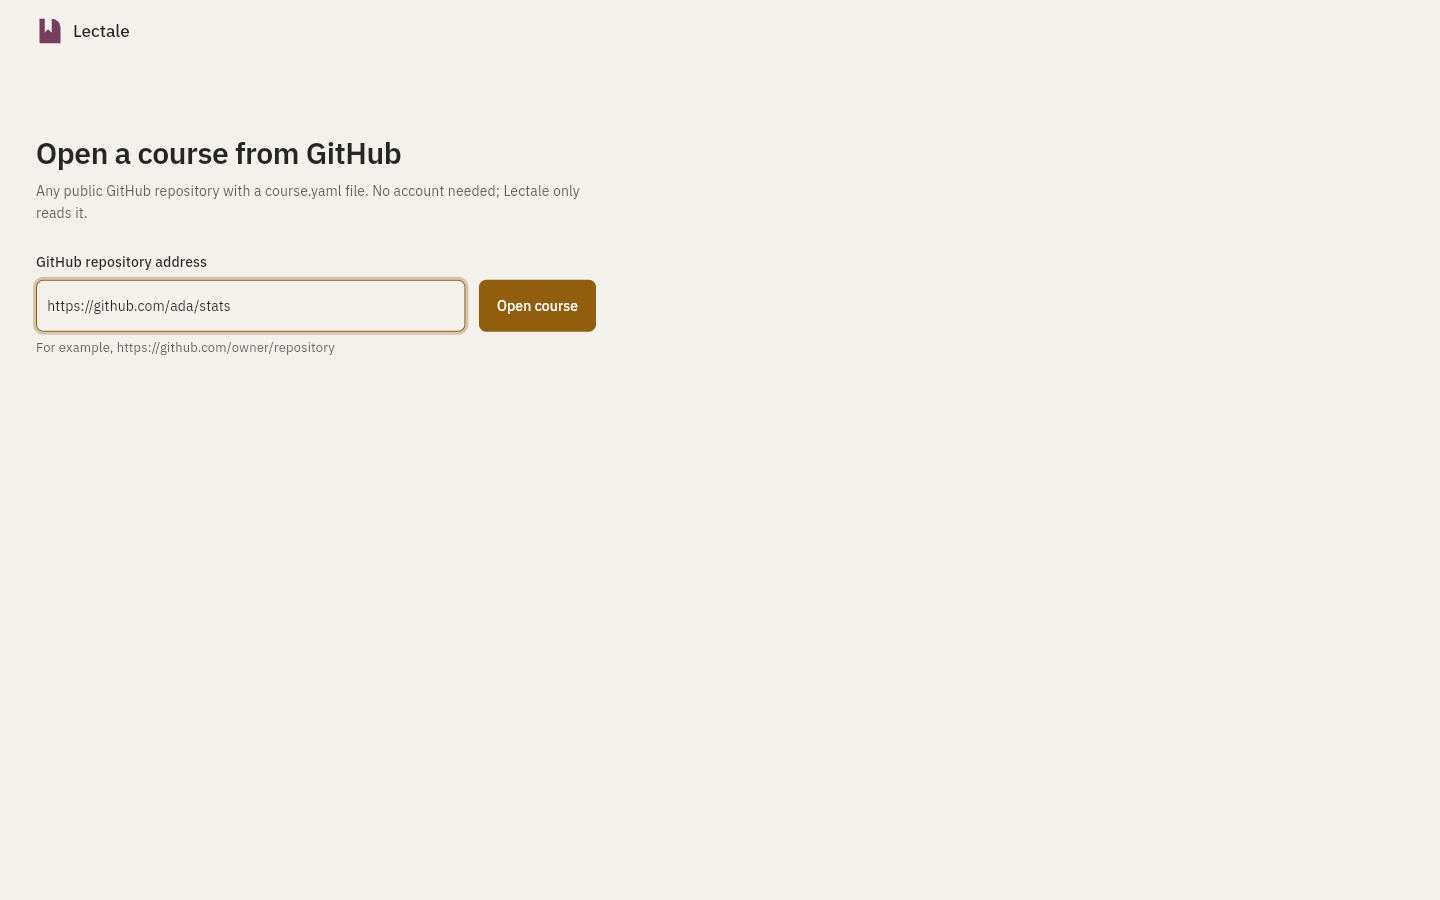 Lectale
Open a course from GitHub
Any public GitHub repository with a course.yaml file. No account needed; Lectale only
reads it.
GitHub repository address
https://github.com/ada/stats
Open course
For example, https://github.com/owner/repository